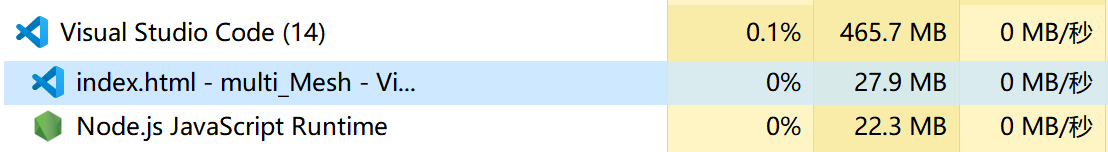 Visual Studio Code (14) 0.1% 465.7 MB 0 MB/秒
index.html - multi_Mesh - Vi... 0% 27.9 MB 0 MB/秒
Node.js JavaScript Runtime 0% 22.3 MB 0 MB/秒